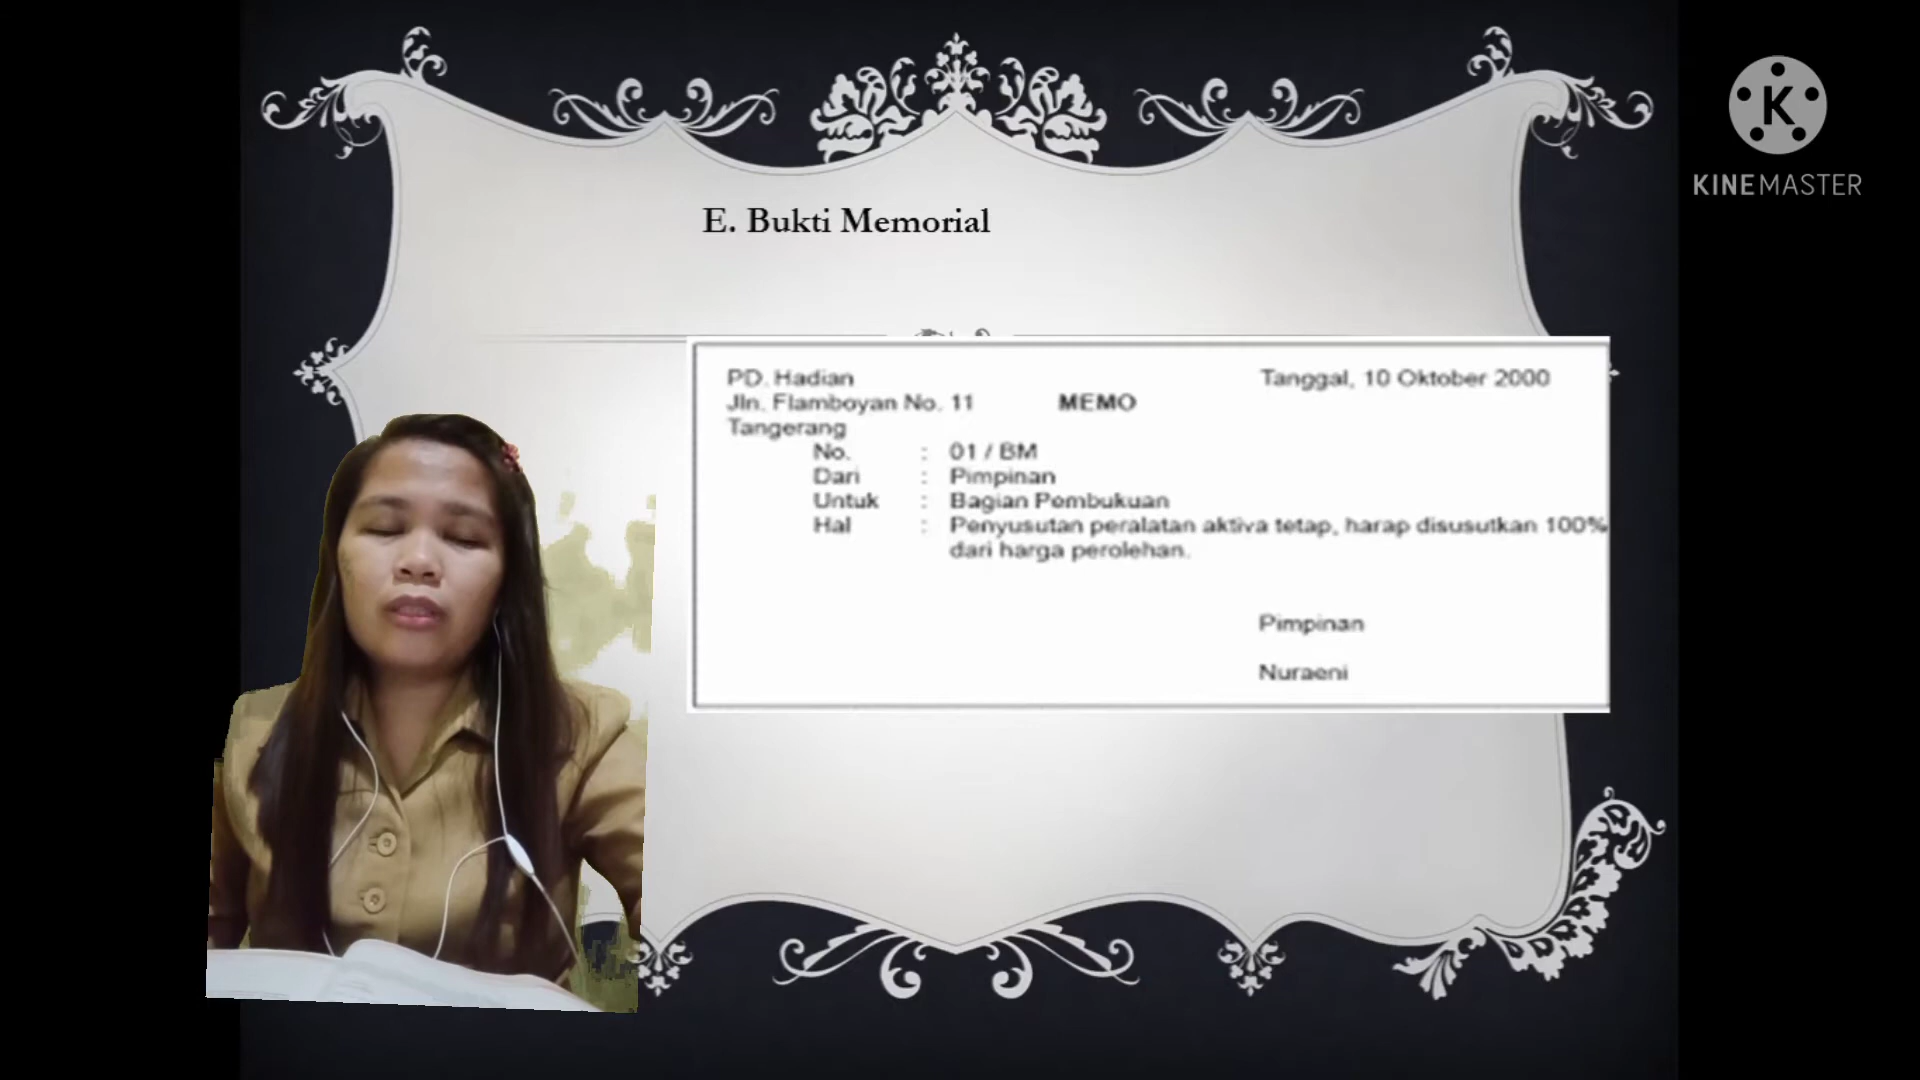 KINEMASTER
E. Bukti Memorial
PD. Hadian
Tanggal, 10 Oktober 2000
Jln. Flamboyan No. 11
MEMO
Tangerang
No. : 01 / BM
Dari : Pimpinan
Untuk : Bagian Pembukuan
Hal : Penyusutan peralatan aktiva tetap, harap disusutkan 100%
dari harga perolehan.
Pimpinan
Nuraeni